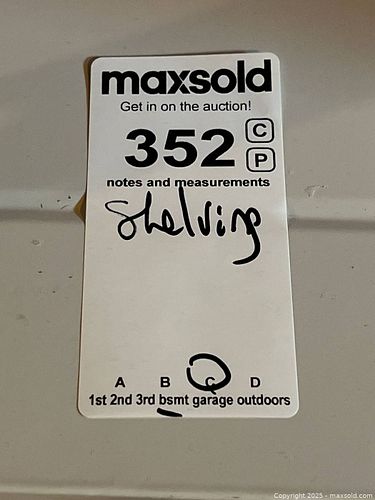 maxsold
Get in on the auction!
352 C
P
notes and measurements
Shelving
A B C D
1st 2nd 3rd bsmt garage outdoors
Copyright 2025 - maxsold.com